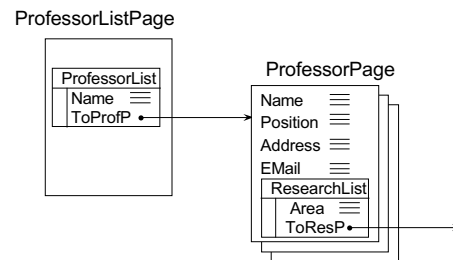 ProfessorListPage
ProfessorList
Name
ToProfP
ProfessorPage
Name
Position
Address
EMail
ResearchList
Area
ToResP